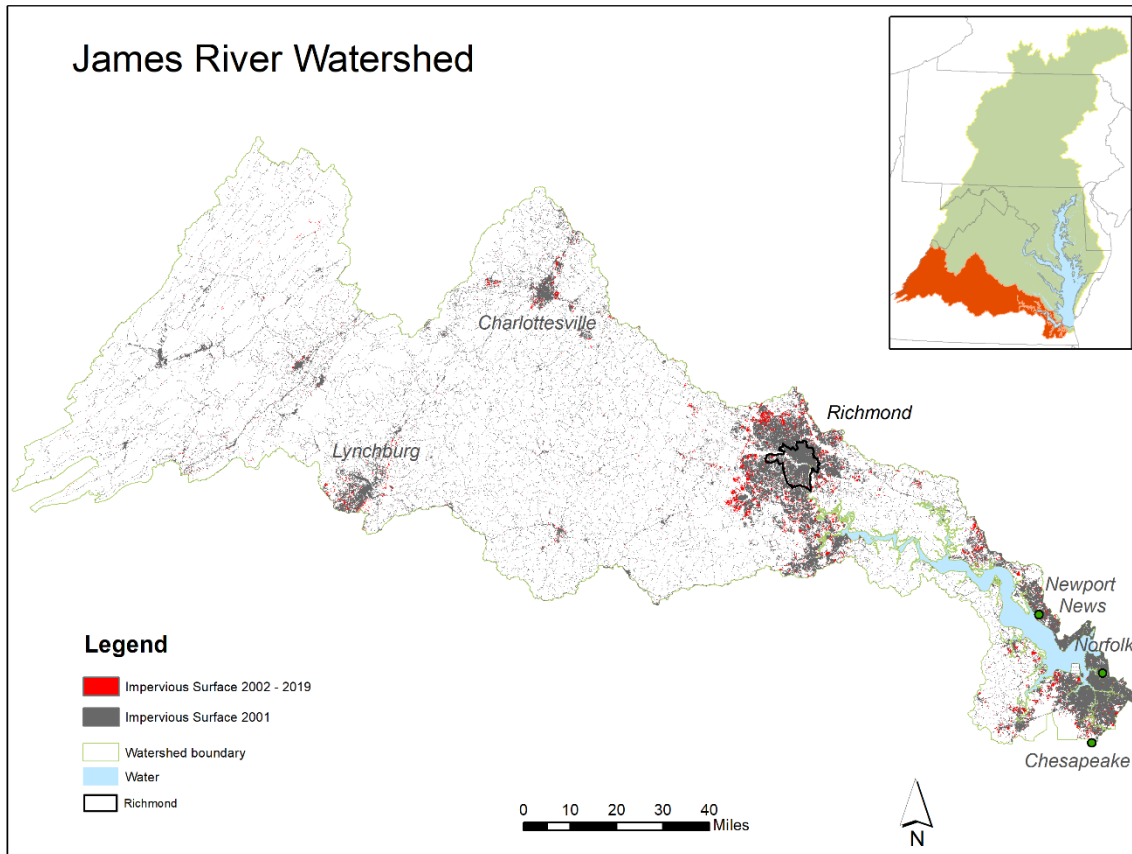 James River Watershed
Charlottesville
Richmond
Lynchburg
Newport
News
Norfolk
Chesapeake
Legend
Impervious Surface 2002 - 2019
Impervious Surface 2001
Watershed boundary
Water
Richmond
0 10 20 30 40
Miles
N